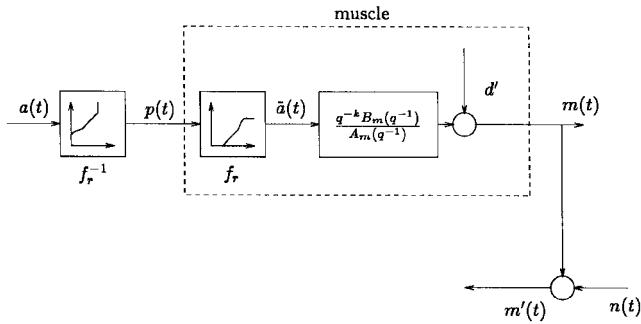 muscle
a(t)
p(t)
ã(t)
q^{-k}B_m(q^{-1})
A_m(q^{-1})
d'
m(t)
f_r^{-1}
f_r
m'(t)
n(t)